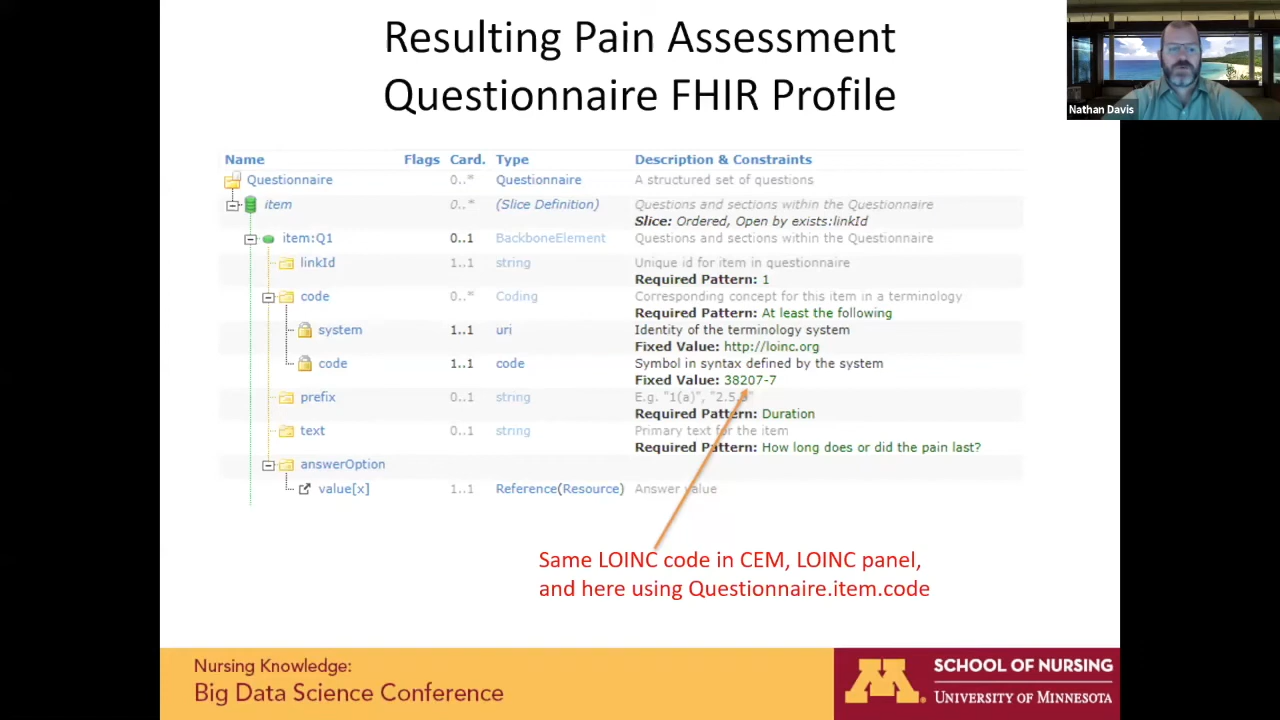 Resulting Pain Assessment
Questionnaire FHIR Profile
Nathan Davis
Name Flags Card. Type Description & Constraints
Questionnaire 0..* Questionnaire A structured set of questions
item 0..* (Slice Definition) Questions and sections within the Questionnaire
Slice: Ordered, Open by exists:linkId
item:Q1 0..1 BackboneElement Questions and sections within the Questionnaire
linkId 1..1 string Unique id for item in questionnaire
Required Pattern: 1
code 0..* Coding Corresponding concept for this item in a terminology
Required Pattern: At least the following
system 1..1 uri Identity of the terminology system
Fixed Value: http://loinc.org
code 1..1 code Symbol in syntax defined by the system
Fixed Value: 38207-7
prefix 0..1 string E.g. "1(a)", "2.5.3"
Required Pattern: Duration
text 0..1 string Primary text for the item
Required Pattern: How long does or did the pain last?
answerOption
value[x] 1..1 Reference(Resource) Answer value
Same LOINC code in CEM, LOINC panel,
and here using Questionnaire.item.code
Nursing Knowledge:
Big Data Science Conference
M
SCHOOL OF NURSING
UNIVERSITY OF MINNESOTA